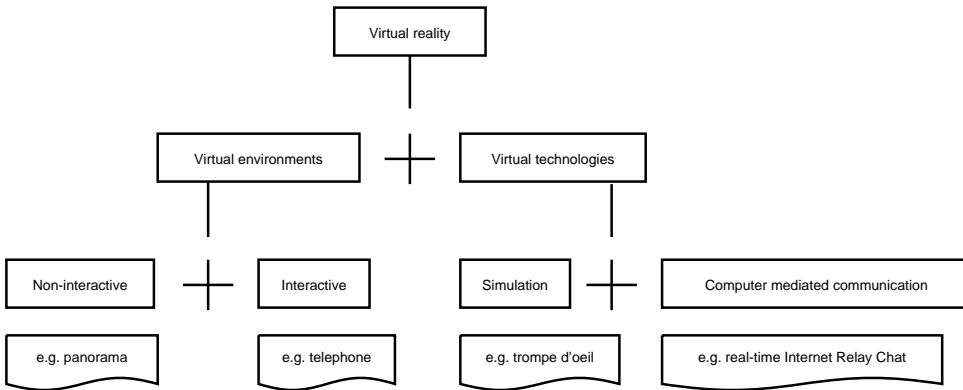 Virtual reality
Virtual environments
Virtual technologies
Non-interactive
Interactive
Simulation
Computer mediated communication
e.g. panorama
e.g. telephone
e.g. trompe d'oeil
e.g. real-time Internet Relay Chat